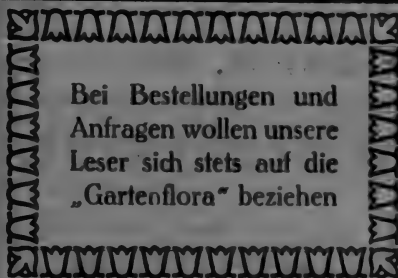 Bei Bestellungen und
Anfragen wollen unsere
Leser sich stets auf die
„Gartenflora“ beziehen